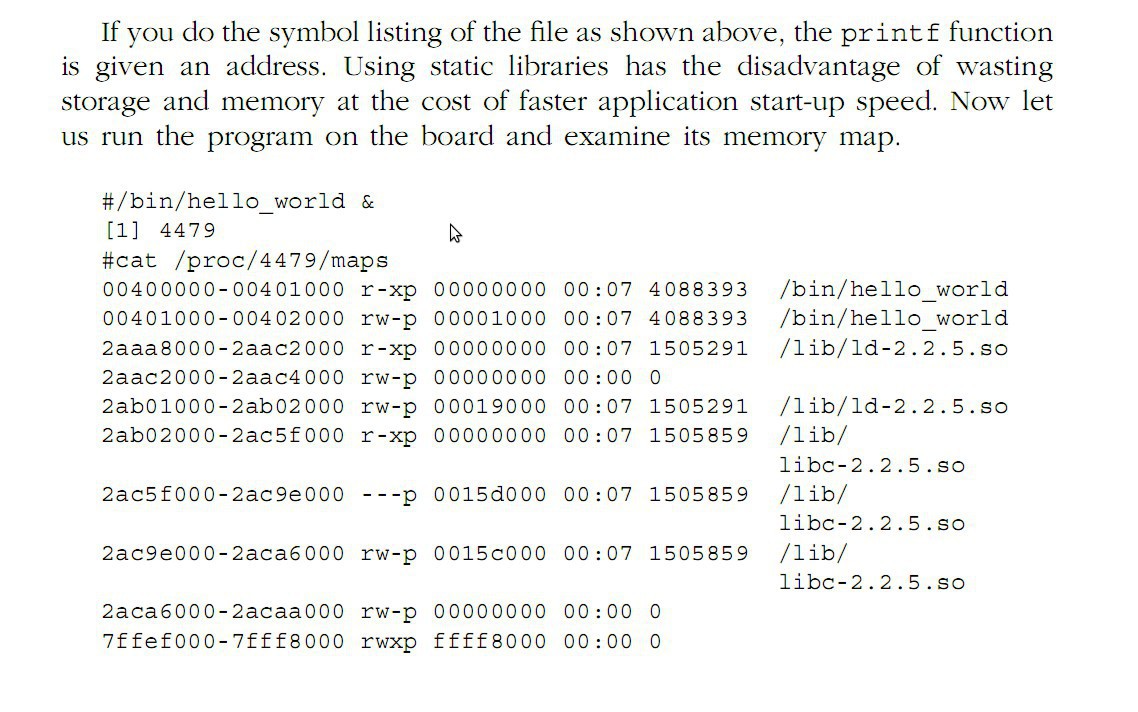 If you do the symbol listing of the file as shown above, the printf function
is given an address. Using static libraries has the disadvantage of wasting
storage and memory at the cost of faster application start-up speed. Now let
us run the program on the board and examine its memory map.
#/bin/hello_world &
[1] 4479
#cat /proc/4479/maps
00400000-00401000 r-xp 00000000 00:07 4088393 /bin/hello_world
00401000-00402000 rw-p 00001000 00:07 4088393 /bin/hello_world
2aaa8000-2aac2000 r-xp 00000000 00:07 1505291 /lib/ld-2.2.5.so
2aac2000-2aac4000 rw-p 00000000 00:00 0
2ab01000-2ab02000 rw-p 00019000 00:07 1505291 /lib/ld-2.2.5.so
2ab02000-2ac5f000 r-xp 00000000 00:07 1505859 /lib/
libc-2.2.5.so
2ac5f000-2ac9e000 ---p 0015d000 00:07 1505859 /lib/
libc-2.2.5.so
2ac9e000-2aca6000 rw-p 0015c000 00:07 1505859 /lib/
libc-2.2.5.so
2aca6000-2acaa000 rw-p 00000000 00:00 0
7ffef000-7fff8000 rwxp ffff8000 00:00 0